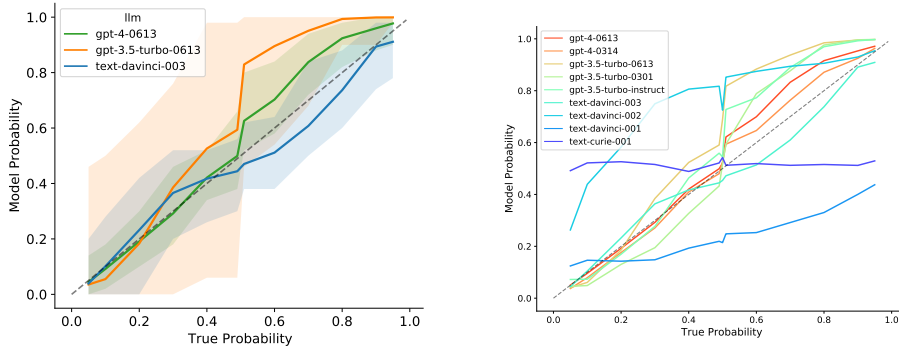 llm
gpt-4-0613
gpt-3.5-turbo-0613
text-davinci-003
1.0
0.8
0.6
0.4
0.2
0.0
Model Probability
0.0 0.2 0.4 0.6 0.8 1.0
True Probability
gpt-4-0613
gpt-4-0314
gpt-3.5-turbo-0613
gpt-3.5-turbo-0301
gpt-3.5-turbo-instruct
text-davinci-003
text-davinci-002
text-davinci-001
text-curie-001
1.0
0.8
0.6
0.4
0.2
0.0
Model Probability
0.0 0.2 0.4 0.6 0.8 1.0
True Probability